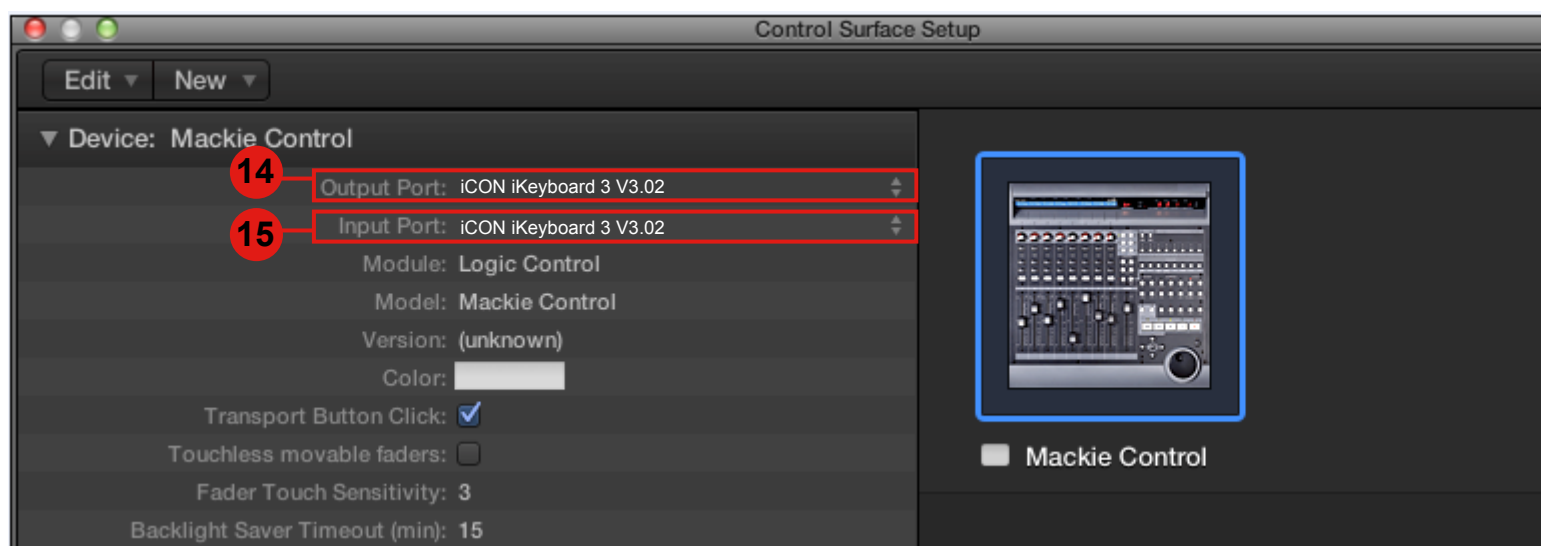 Control Surface Setup
Edit New
Device: Mackie Control
14 Output Port: iCON iKeyboard 3 V3.02
15 Input Port: iCON iKeyboard 3 V3.02
Module: Logic Control
Model: Mackie Control
Version: (unknown)
Color:
Transport Button Click:
Touchless movable faders:
Mackie Control
Fader Touch Sensitivity: 3
Backlight Saver Timeout (min): 15